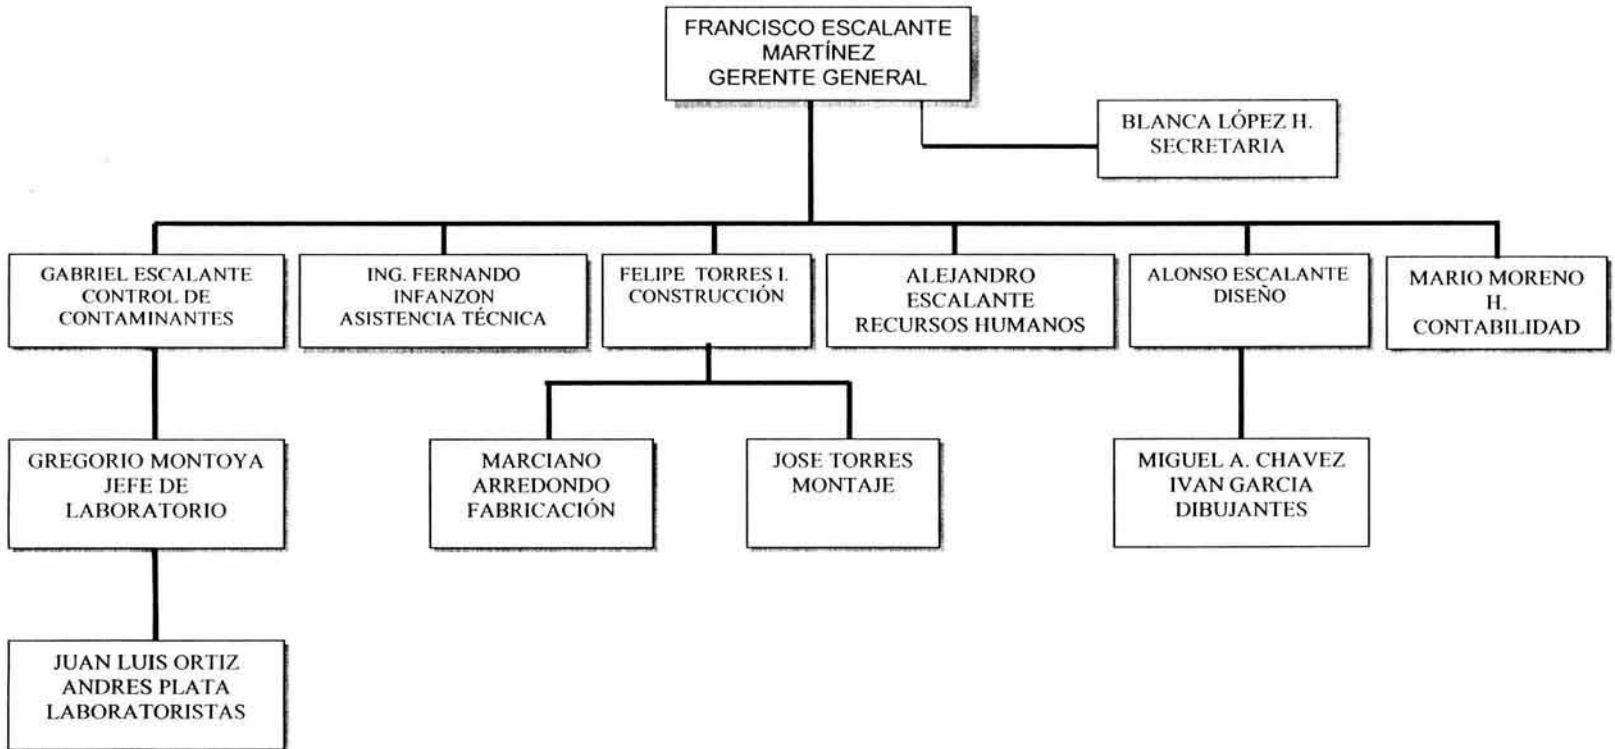 FRANCISCO ESCALANTE
MARTÍNEZ
GERENTE GENERAL
BLANCA LÓPEZ H.
SECRETARIA
GABRIEL ESCALANTE
CONTROL DE
CONTAMINANTES
ING. FERNANDO
INFANZON
ASISTENCIA TÉCNICA
FELIPE TORRES I.
CONSTRUCCIÓN
ALEJANDRO
ESCALANTE
RECURSOS HUMANOS
ALONSO ESCALANTE
DISEÑO
MARIO MORENO
H.
CONTABILIDAD
GREGORIO MONTOYA
JEFE DE
LABORATORIO
MARCIANO
ARREDONDO
FABRICACIÓN
JOSE TORRES
MONTAJE
MIGUEL A. CHAVEZ
IVAN GARCIA
DIBUJANTES
JUAN LUIS ORTIZ
ANDRES PLATA
LABORATORISTAS